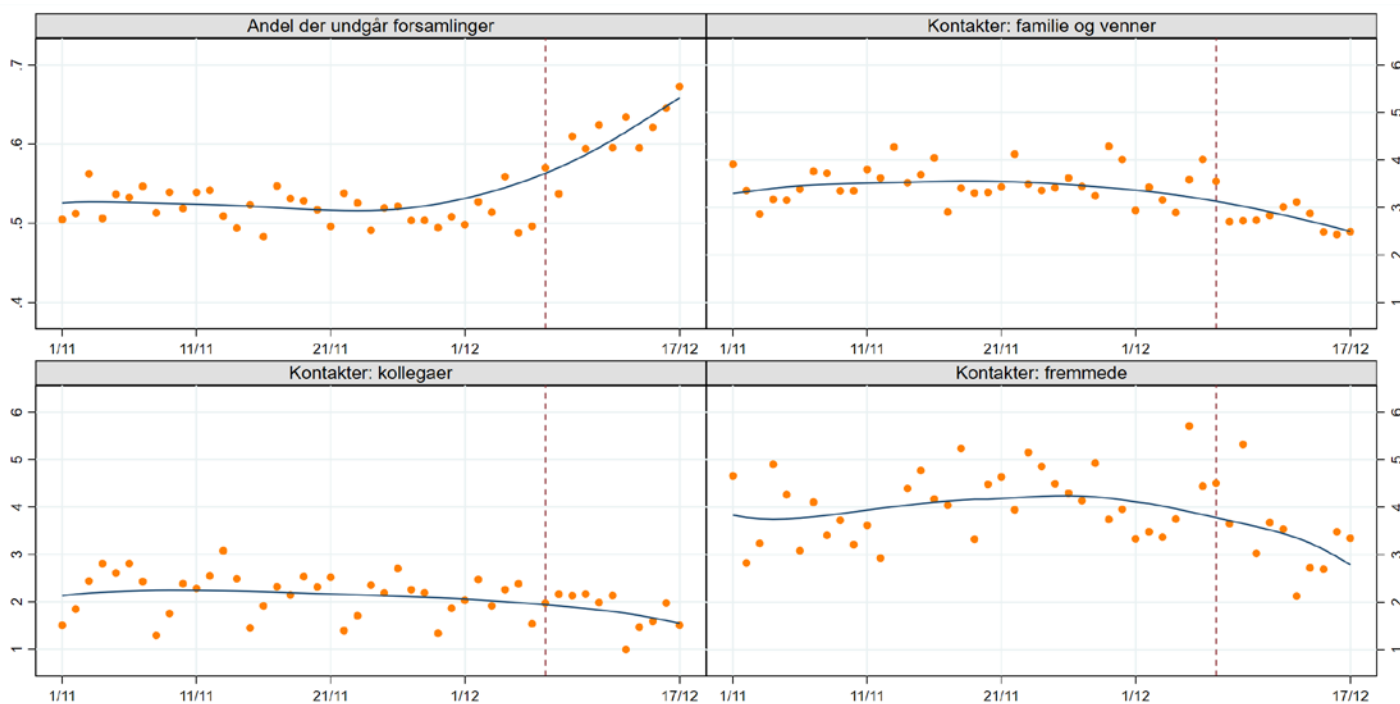 Andel der undgår forsamlinger
.7
.6
.5
.4
1/11 11/11 21/11 1/12 17/12
Kontakter: familie og venner
6
5
4
3
2
1
1/11 11/11 21/11 1/12 17/12
Kontakter: kollegaer
6
5
4
3
2
1
1/11 11/11 21/11 1/12 17/12
Kontakter: fremmede
6
5
4
3
2
1
1/11 11/11 21/11 1/12 17/12